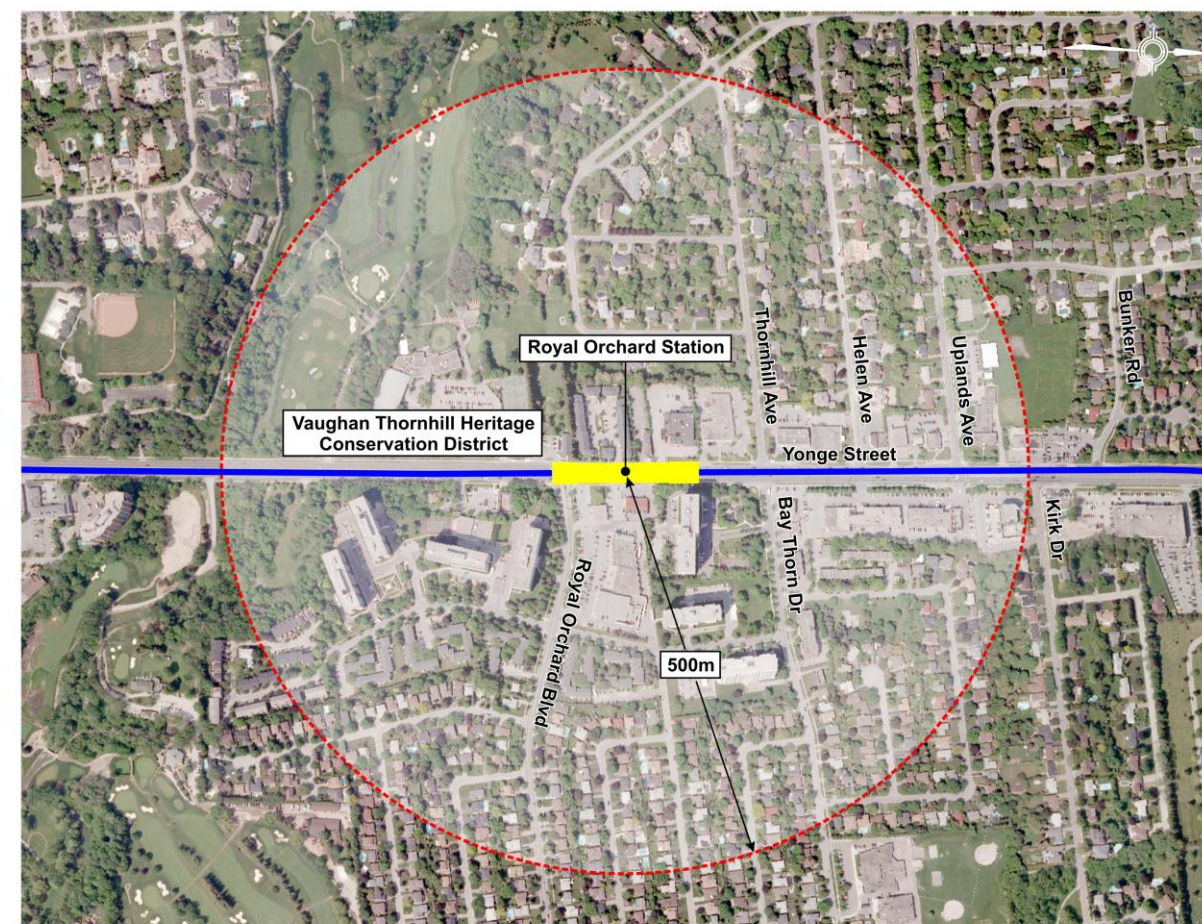 Royal Orchard Station
Vaughan Thornhill Heritage
Conservation District
Thornhill Ave
Helen Ave
Uplands Ave
Bunker Rd
Yonge Street
Royal Orchard Blvd
Bay Thorn Dr
Kirk Dr
500m